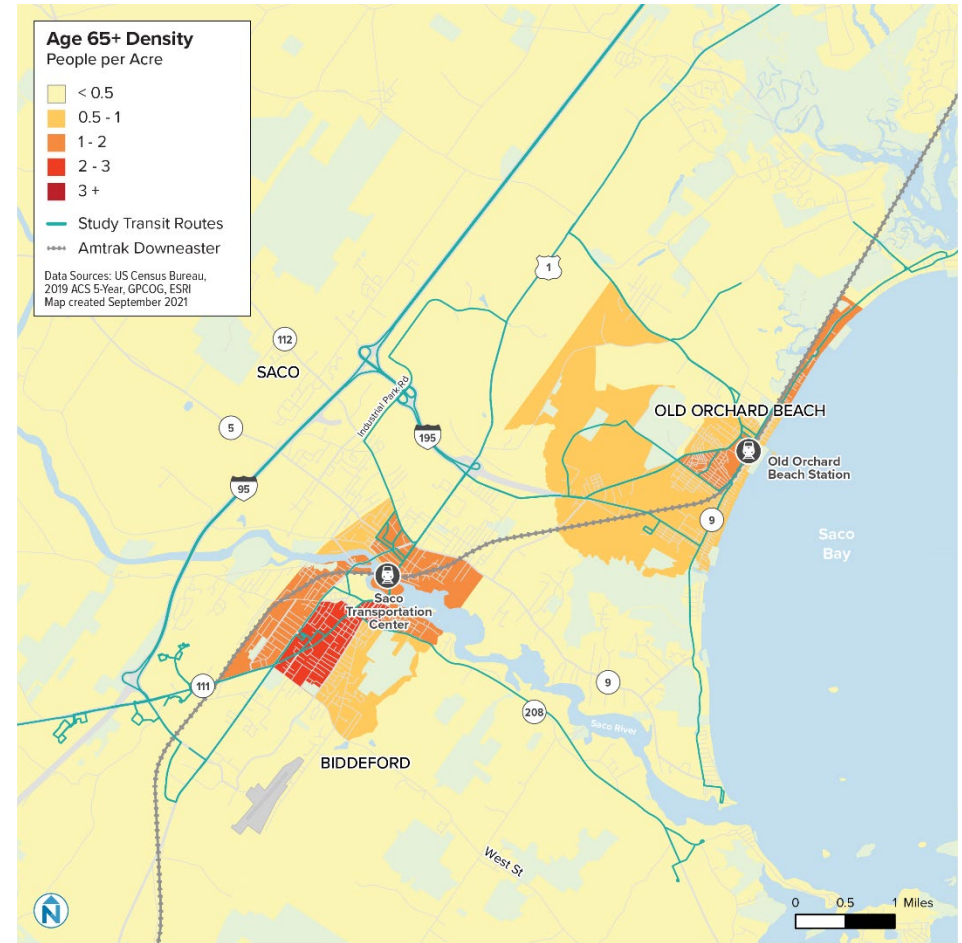 Age 65+ Density
People per Acre
< 0.5
0.5 - 1
1 - 2
2 - 3
3 +
Study Transit Routes
Amtrak Downeaster
Data Sources: US Census Bureau,
2019 ACS 5-Year, GPCOG, ESRI
Map created September 2021
1
112
SACO
Industrial Park Rd
5
195
OLD ORCHARD BEACH
Old Orchard
Beach Station
95
9
Saco
Bay
Saco
Transportation
Center
111
9
208
Saco River
BIDDEFORD
West St
N
0 0.5 1 Miles